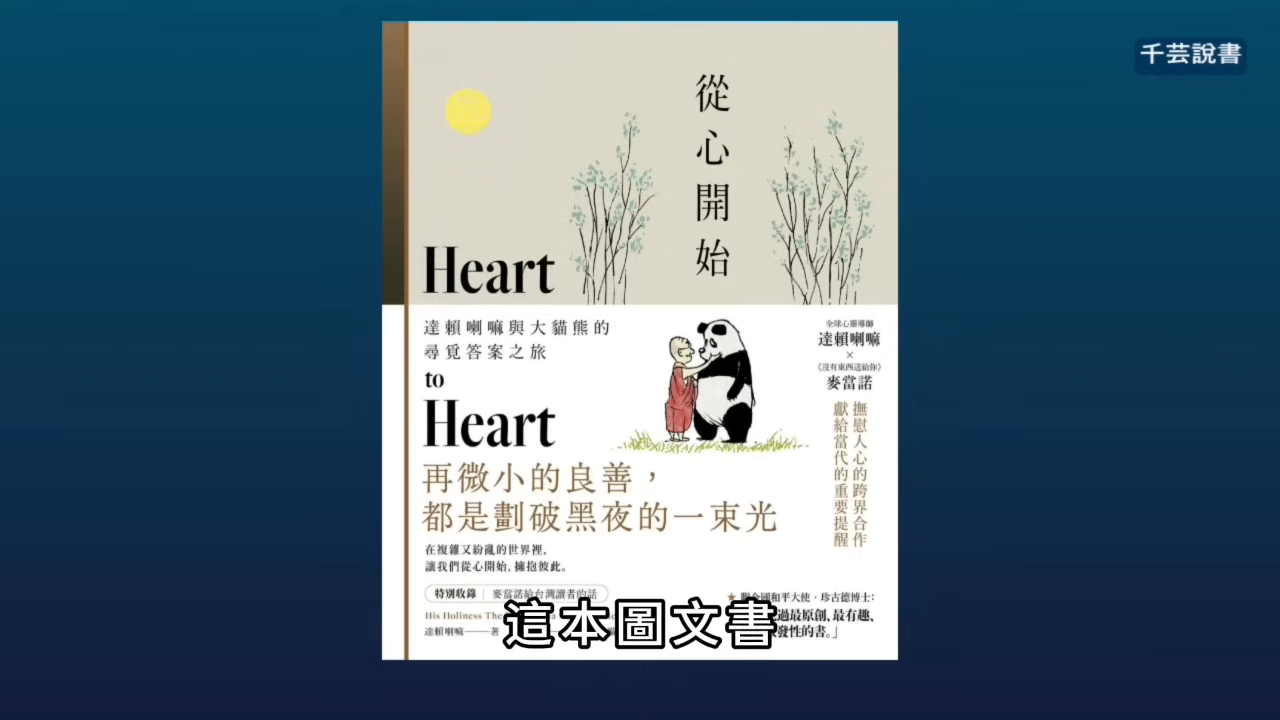 千芸說書
從心開始
Heart
達賴喇嘛與大貓熊的
尋覓答案之旅
to
Heart
全球心靈導師
達賴喇嘛
×
《沒有東西送給你》
麥當諾
撫慰人心的跨界合作
獻給當代的重要提醒
再微小的良善，
都是劃破黑夜的一束光
在複雜又紛亂的世界裡，
讓我們從心開始，擁抱彼此。
特別收錄｜麥當諾給台灣讀者的話
His Holiness The
達賴喇嘛——著
★ 聯合國和平大使・珍古德博士：
過最原創、最有趣、
發性的書。」
這本圖文書